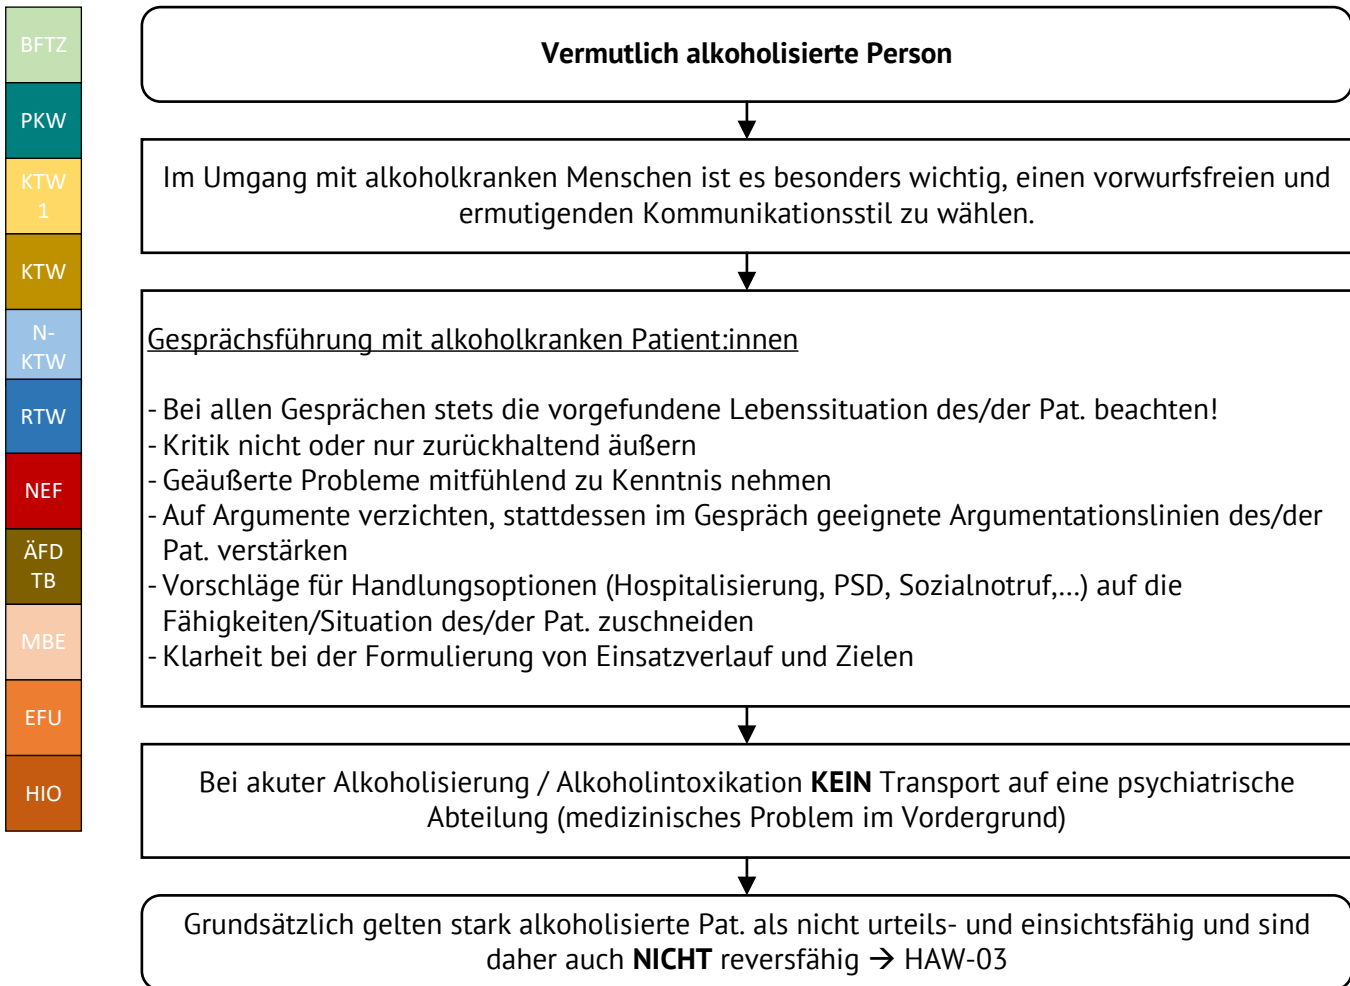 BFTZ
PKW
KTW
1
KTW
N-
KTW
RTW
NEF
ÄFD
TB
MBE
EFU
HIO
Vermutlich alkoholisierte Person
Im Umgang mit alkoholkranken Menschen ist es besonders wichtig, einen vorwurfsfreien und
ermutigenden Kommunikationsstil zu wählen.
Gesprächsführung mit alkoholkranken Patient:innen
- Bei allen Gesprächen stets die vorgefundene Lebenssituation des/der Pat. beachten!
- Kritik nicht oder nur zurückhaltend äußern
- Geäußerte Probleme mitfühlend zu Kenntnis nehmen
- Auf Argumente verzichten, stattdessen im Gespräch geeignete Argumentationslinien des/der
Pat. verstärken
- Vorschläge für Handlungsoptionen (Hospitalisierung, PSD, Sozialnotruf,...) auf die
Fähigkeiten/Situation des/der Pat. zuschneiden
- Klarheit bei der Formulierung von Einsatzverlauf und Zielen
Bei akuter Alkoholisierung / Alkoholintoxikation KEIN Transport auf eine psychiatrische
Abteilung (medizinisches Problem im Vordergrund)
Grundsätzlich gelten stark alkoholisierte Pat. als nicht urteils- und einsichtsfähig und sind
daher auch NICHT reversfähig → HAW-03